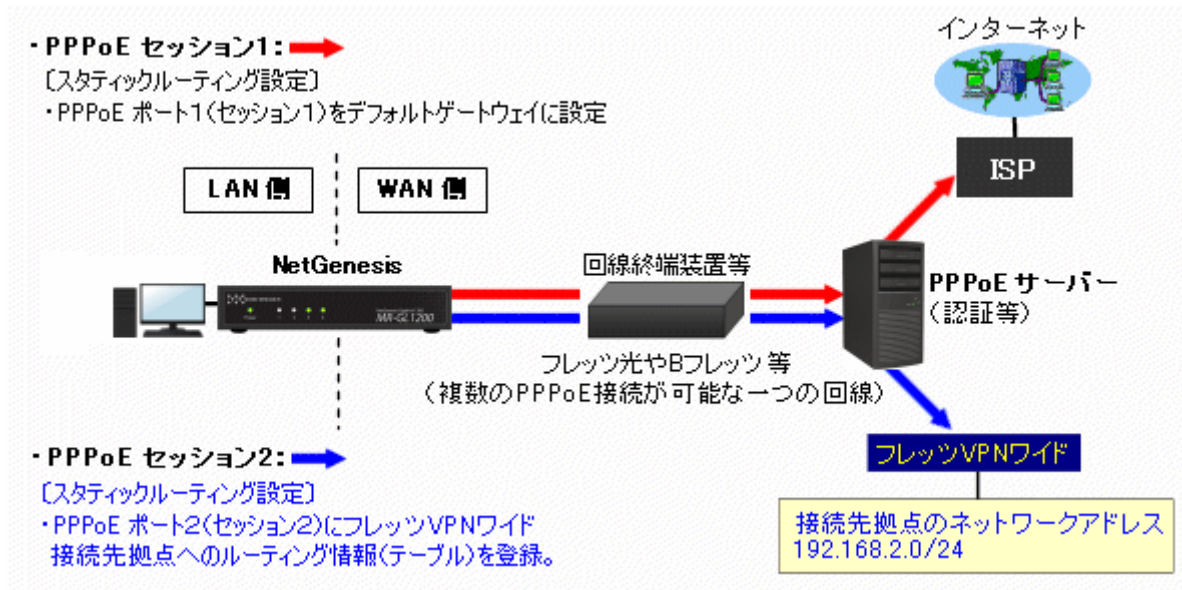 ・PPPoE セッション1:
〔スタティックルーティング設定〕
・PPPoE ポート1(セッション1)をデフォルトゲートウェイに設定
インターネット
ISP
LAN 側
WAN 側
NetGenesis
MR-GL1200
回線終端装置等
PPPoE サーバー
(認証等)
フレッツ光やBフレッツ 等
(複数のPPPoE接続が可能な一つの回線)
・PPPoE セッション2:
〔スタティックルーティング設定〕
・PPPoE ポート2(セッション2)にフレッツVPNワイド
接続先拠点へのルーティング情報(テーブル)を登録。
フレッツVPNワイド
接続先拠点のネットワークアドレス
192.168.2.0/24